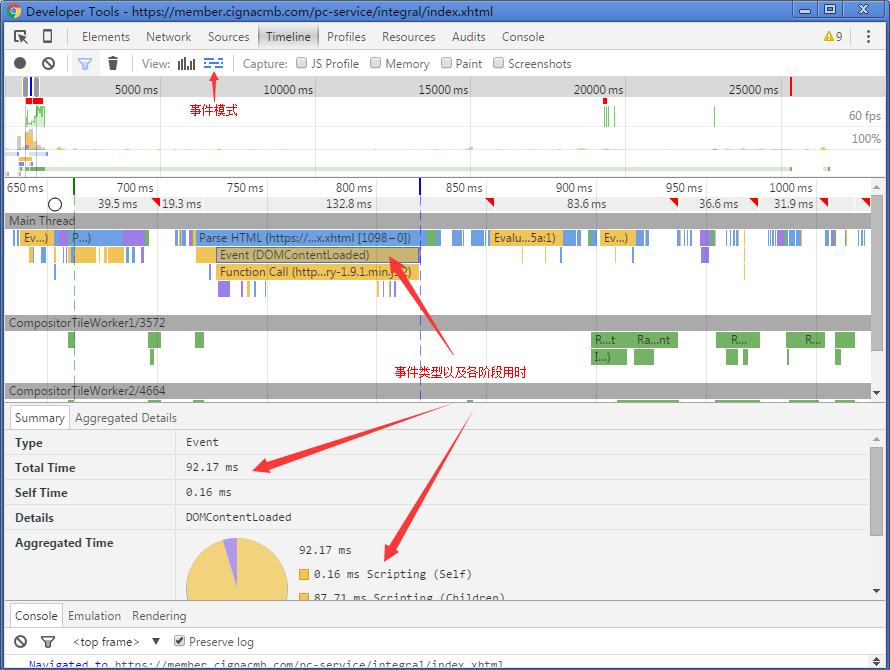 Developer Tools - https://member.cignacmb.com/pc-service/integral/index.xhtml
Elements Network Sources Timeline Profiles Resources Audits Console 9
View: Capture: JS Profile Memory Paint Screenshots
5000 ms 10000 ms 15000 ms 20000 ms 25000 ms
事件模式
60 fps
100%
650 ms 700 ms 750 ms 800 ms 850 ms 900 ms 950 ms 1000 ms
39.5 ms 19.3 ms 132.8 ms 83.6 ms 36.6 ms 31.9 ms
Main Thread
Ev...) P...) Parse HTML (https://...x.xhtml [1098 – 0]) Evalu...5a:1) Ev...)
Event (DOMContentLoaded)
Function Call (http...ry-1.9.1.min.js:2)
CompositorTileWorker1/3572
R...t Ra...nt R... R...
I...)
事件类型以及各阶段用时
CompositorTileWorker2/4664
Summary Aggregated Details
Type Event
Total Time 92.17 ms
Self Time 0.16 ms
Details DOMContentLoaded
Aggregated Time
92.17 ms
0.16 ms Scripting (Self)
87.71 ms Scripting (Children)
Console Emulation Rendering
<top frame> Preserve log
Navigated to https://member.cignacmb.com/pc-service/integral/index.xhtml